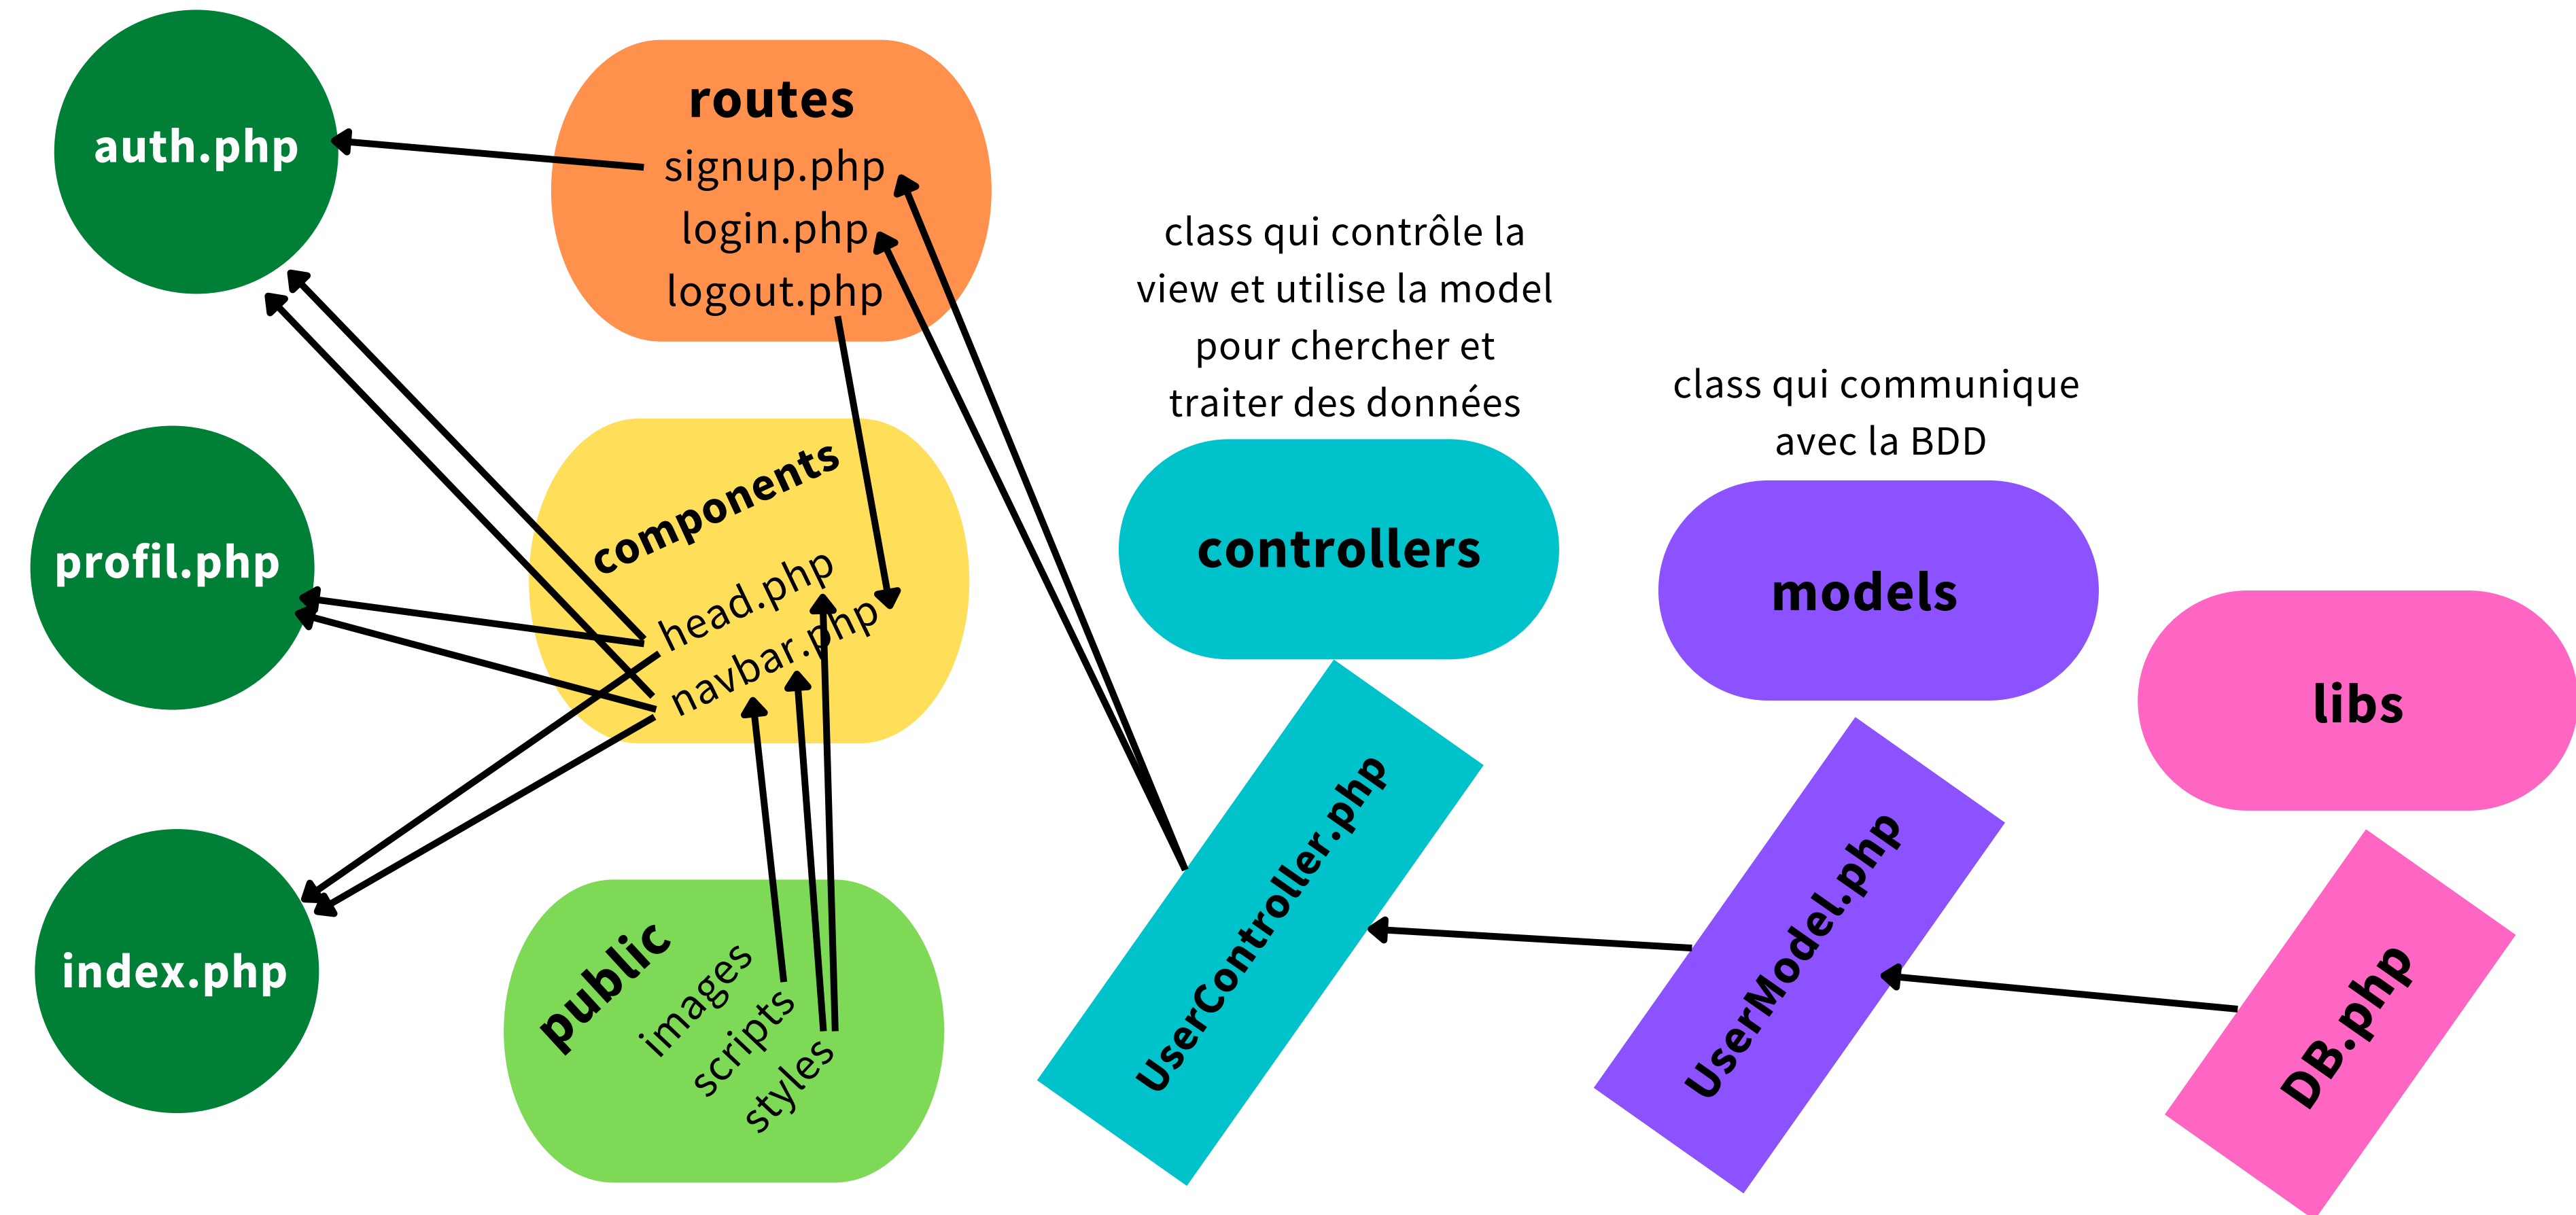 auth.php
profil.php
index.php
routes
signup.php
login.php
logout.php
components
head.php
navbar.php
public
images
scripts
styles
class qui contrôle la
view et utilise la model
pour chercher et
traiter des données
controllers
UserController.php
class qui communique
avec la BDD
models
UserModel.php
libs
DB.php